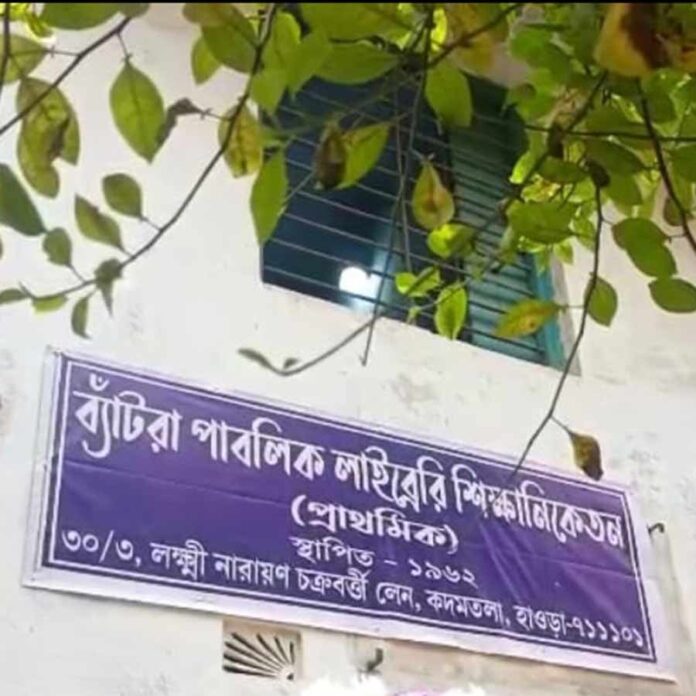 ব্যাঁটরা পাবলিক লাইব্রেরি শিক্ষানিকেতন
(প্রাথমিক)
স্থাপিত - ১৯৬২
৩০/৩, লক্ষ্মী নারায়ণ চক্রবর্ত্তী লেন, কদমতলা, হাওড়া-৭১১১০১